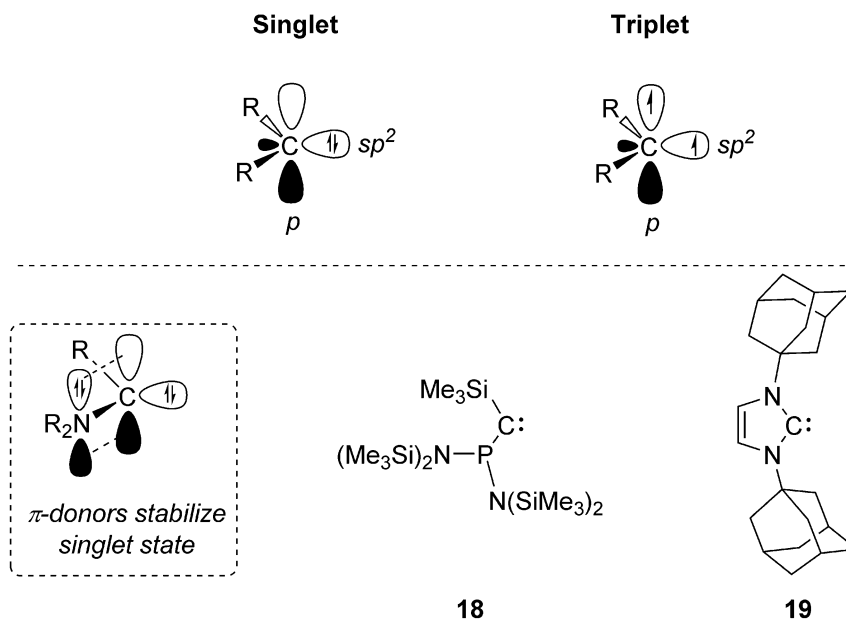 Singlet
Triplet
R
R
C
sp²
p
R
R
C
sp²
p
R
C
R₂N
π-donors stabilize
singlet state
Me₃Si
C:
(Me₃Si)₂N
P
N(SiMe₃)₂
N
C:
N
18
19